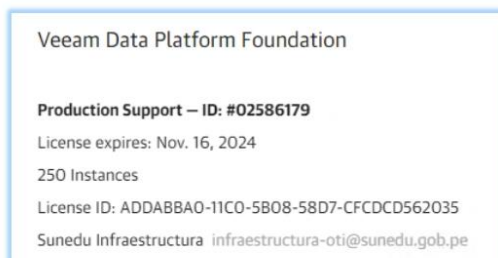 Veeam Data Platform Foundation
Production Support – ID: #02586179
License expires: Nov. 16, 2024
250 Instances
License ID: ADDABBA0-11C0-5B08-58D7-CFCDCD562035
Sunedu Infraestructura infraestructura-oti@sunedu.gob.pe